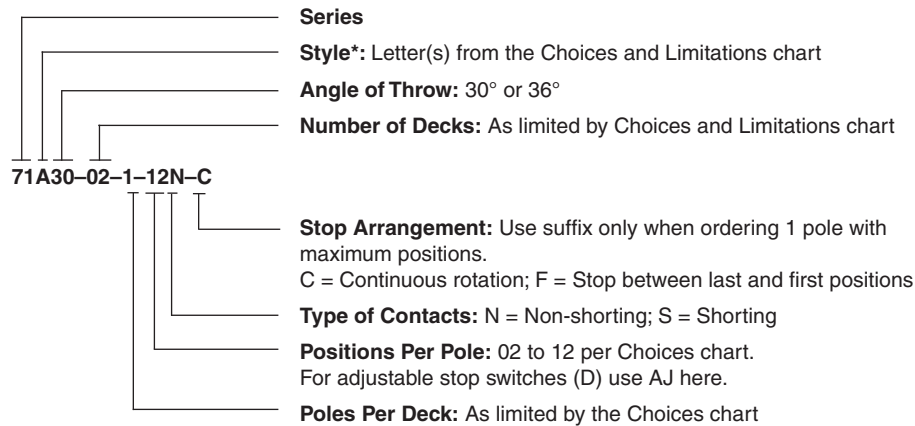 Series
Style*: Letter(s) from the Choices and Limitations chart
Angle of Throw: 30° or 36°
Number of Decks: As limited by Choices and Limitations chart
71A30–02–1–12N–C
Stop Arrangement: Use suffix only when ordering 1 pole with
maximum positions.
C = Continuous rotation; F = Stop between last and first positions
Type of Contacts: N = Non-shorting; S = Shorting
Positions Per Pole: 02 to 12 per Choices chart.
For adjustable stop switches (D) use AJ here.
Poles Per Deck: As limited by the Choices chart